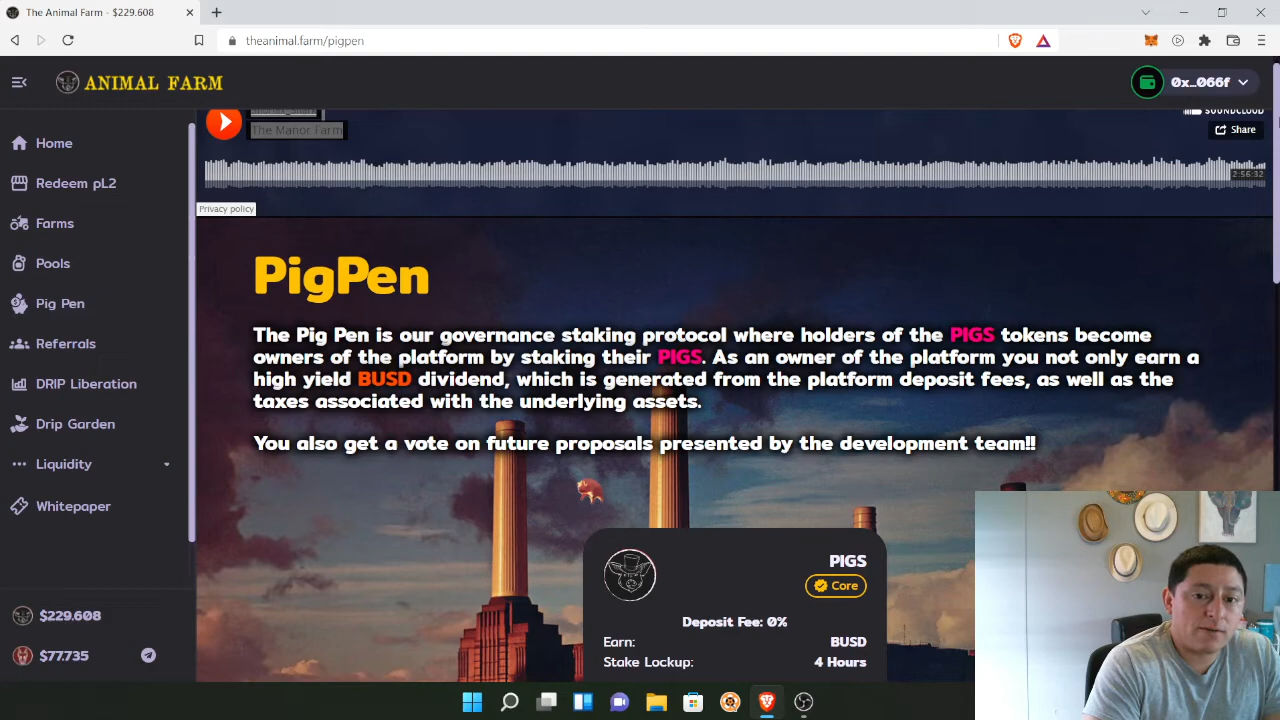 The Animal Farm - $229.608
theanimal.farm/pigpen
0x...066f
ANIMAL FARM
SOUNDCLOUD
The Manor Farm
Share
2:56:32
Privacy policy
Home
Redeem pL2
Farms
Pools
Pig Pen
Referrals
DRIP Liberation
Drip Garden
Liquidity
Whitepaper
$229.608
$77.735
PigPen
The Pig Pen is our governance staking protocol where holders of the PIGS tokens become
owners of the platform by staking their PIGS. As an owner of the platform you not only earn a
high yield BUSD dividend, which is generated from the platform deposit fees, as well as the
taxes associated with the underlying assets.
You also get a vote on future proposals presented by the development team!!
PIGS
Core
Deposit Fee: 0%
Earn: BUSD
Stake Lockup: 4 Hours